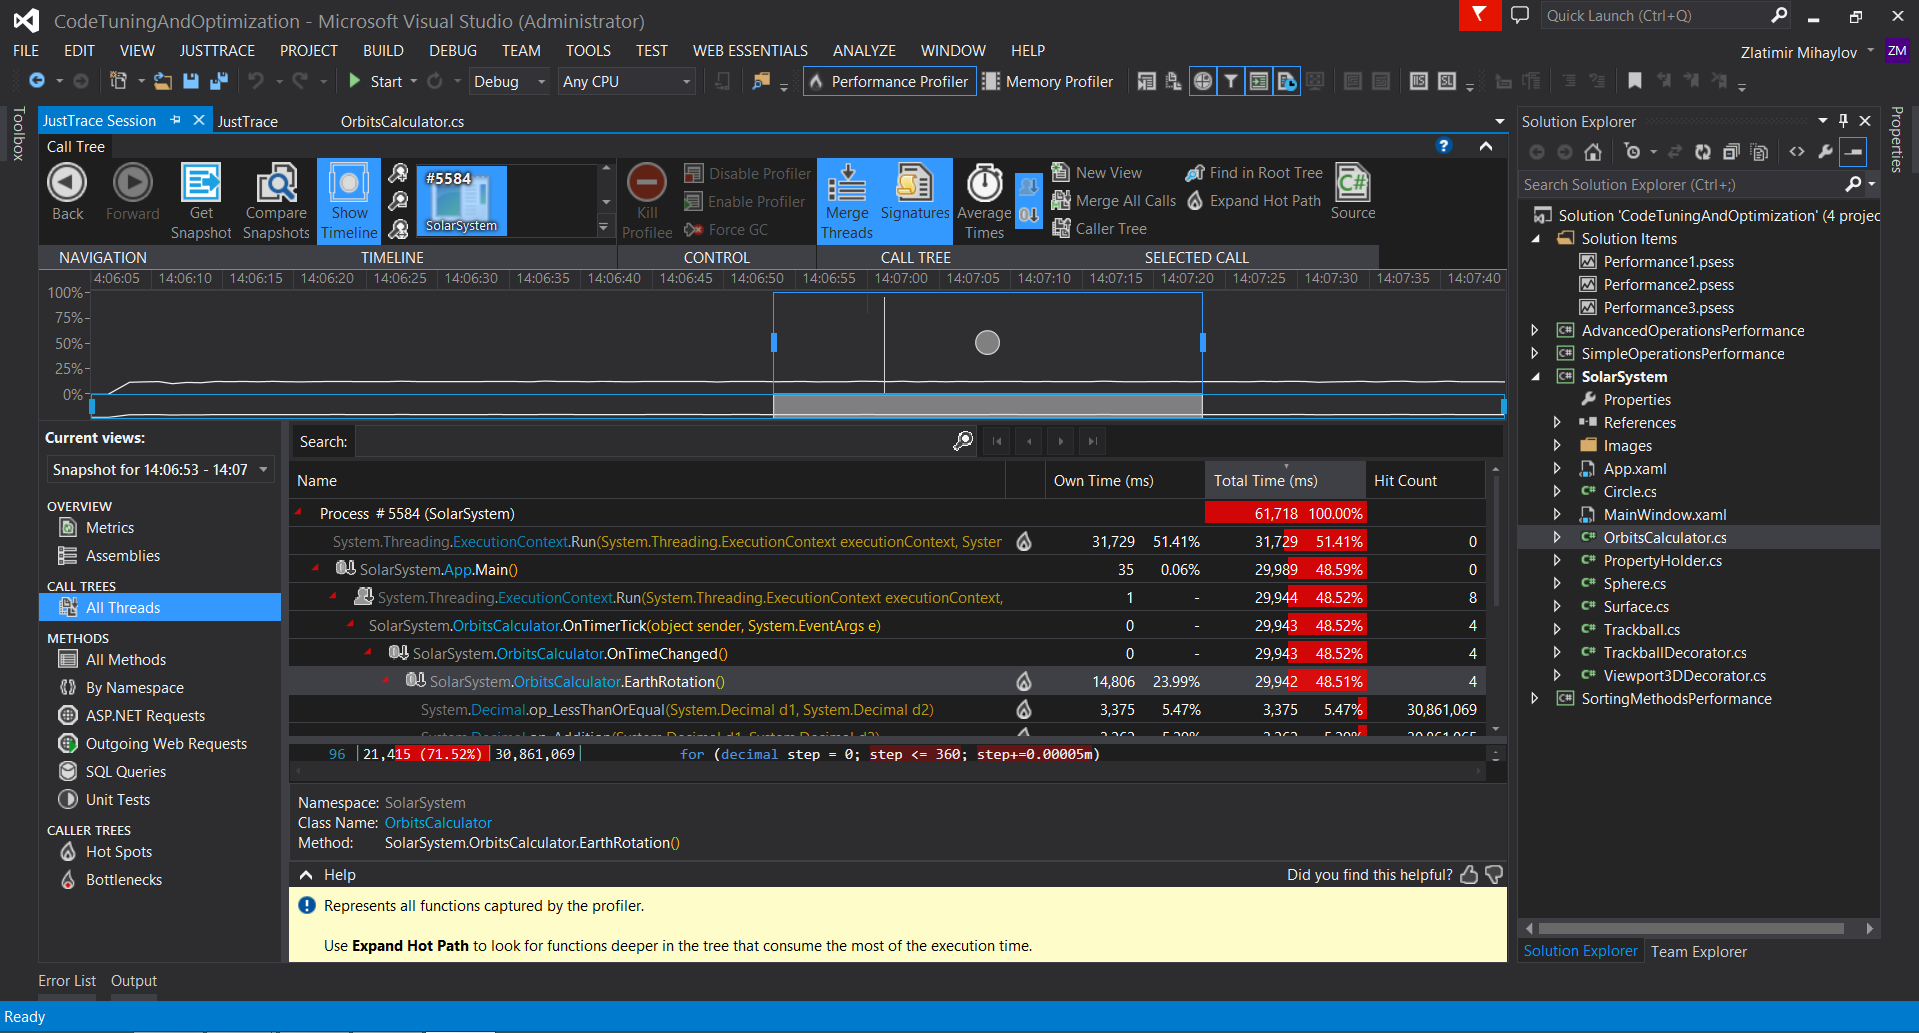 CodeTuningAndOptimization - Microsoft Visual Studio (Administrator)
Quick Launch (Ctrl+Q)
FILE EDIT VIEW JUSTTRACE PROJECT BUILD DEBUG TEAM TOOLS TEST WEB ESSENTIALS ANALYZE WINDOW HELP
Zlatimir Mihaylov ZM
Start Debug Any CPU Performance Profiler Memory Profiler
Toolbox
JustTrace Session JustTrace OrbitsCalculator.cs
Call Tree
Back
Forward
Get Snapshot
Compare Snapshots
Show Timeline
#5584
SolarSystem
Kill Profilee
Disable Profiler
Enable Profiler
Force GC
Merge Threads
Signatures
Average Times
New View
Merge All Calls
Caller Tree
Find in Root Tree
Expand Hot Path
Source
NAVIGATION TIMELINE CONTROL CALL TREE SELECTED CALL
4:06:05 14:06:10 14:06:15 14:06:20 14:06:25 14:06:30 14:06:35 14:06:40 14:06:45 14:06:50 14:06:55 14:07:00 14:07:05 14:07:10 14:07:15 14:07:20 14:07:25 14:07:30 14:07:35 14:07:40
100%
75%
50%
25%
0%
Current views:
Snapshot for 14:06:53 - 14:07
OVERVIEW
Metrics
Assemblies
CALL TREES
All Threads
METHODS
All Methods
By Namespace
ASP.NET Requests
Outgoing Web Requests
SQL Queries
Unit Tests
CALLER TREES
Hot Spots
Bottlenecks
Search:
Name Own Time (ms) Total Time (ms) Hit Count
Process # 5584 (SolarSystem) 61,718 100.00%
System.Threading.ExecutionContext.Run(System.Threading.ExecutionContext executionContext, System 31,729 51.41% 31,729 51.41% 0
SolarSystem.App.Main() 35 0.06% 29,989 48.59% 0
System.Threading.ExecutionContext.Run(System.Threading.ExecutionContext executionContext, 1 - 29,944 48.52% 8
SolarSystem.OrbitsCalculator.OnTimerTick(object sender, System.EventArgs e) 0 - 29,943 48.52% 4
SolarSystem.OrbitsCalculator.OnTimeChanged() 0 - 29,943 48.52% 4
SolarSystem.OrbitsCalculator.EarthRotation() 14,806 23.99% 29,942 48.51% 4
System.Decimal.op_LessThanOrEqual(System.Decimal d1, System.Decimal d2) 3,375 5.47% 3,375 5.47% 30,861,069
System.Decimal.op_Addition(System.Decimal d1, System.Decimal d2) 3,262 5.29% 3,262 5.29% 30,861,065
96 21,415 (71.52%) 30,861,069 for (decimal step = 0; step <= 360; step+=0.00005m)
Namespace: SolarSystem
Class Name: OrbitsCalculator
Method: SolarSystem.OrbitsCalculator.EarthRotation()
Help Did you find this helpful?
Represents all functions captured by the profiler.
Use Expand Hot Path to look for functions deeper in the tree that consume the most of the execution time.
Solution Explorer
Search Solution Explorer (Ctrl+;)
Solution 'CodeTuningAndOptimization' (4 projec
Solution Items
Performance1.psess
Performance2.psess
Performance3.psess
AdvancedOperationsPerformance
SimpleOperationsPerformance
SolarSystem
Properties
References
Images
App.xaml
Circle.cs
MainWindow.xaml
OrbitsCalculator.cs
PropertyHolder.cs
Sphere.cs
Surface.cs
Trackball.cs
TrackballDecorator.cs
Viewport3DDecorator.cs
SortingMethodsPerformance
Solution Explorer Team Explorer
Properties
Error List Output
Ready